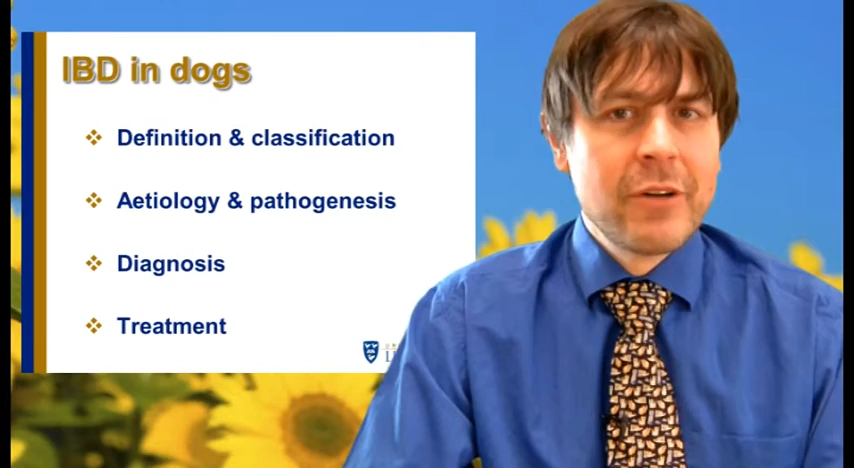 IBD in dogs
Definition & classification
Aetiology & pathogenesis
Diagnosis
Treatment